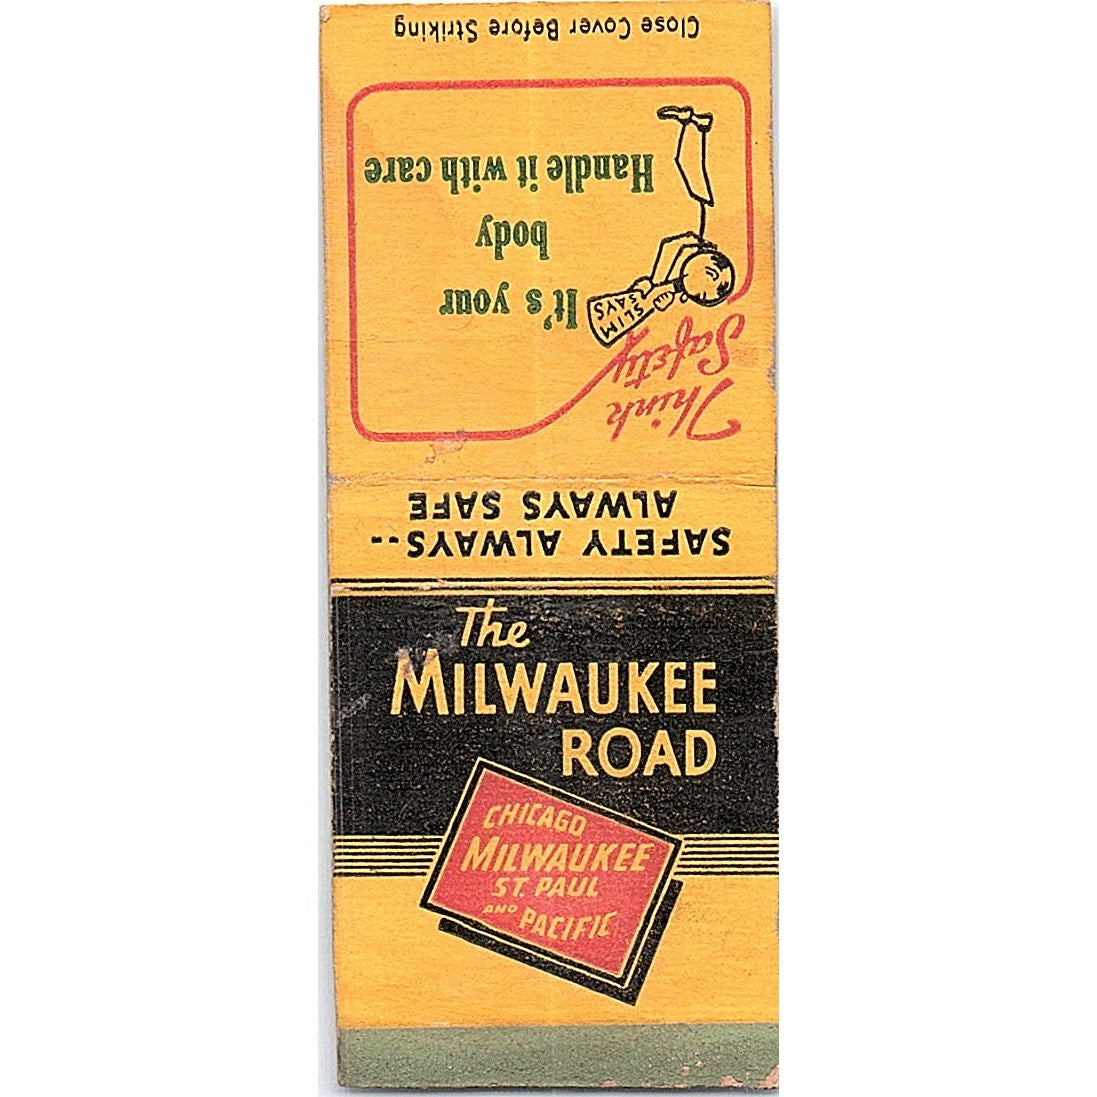 The
MILWAUKEE
ROAD
CHICAGO
MILWAUKEE
ST. PAUL
AND PACIFIC
SAFETY ALWAYS--
ALWAYS SAFE
Think
Safety
SLIM
SAYS
It's your
body
Handle it with care
Close Cover Before Striking